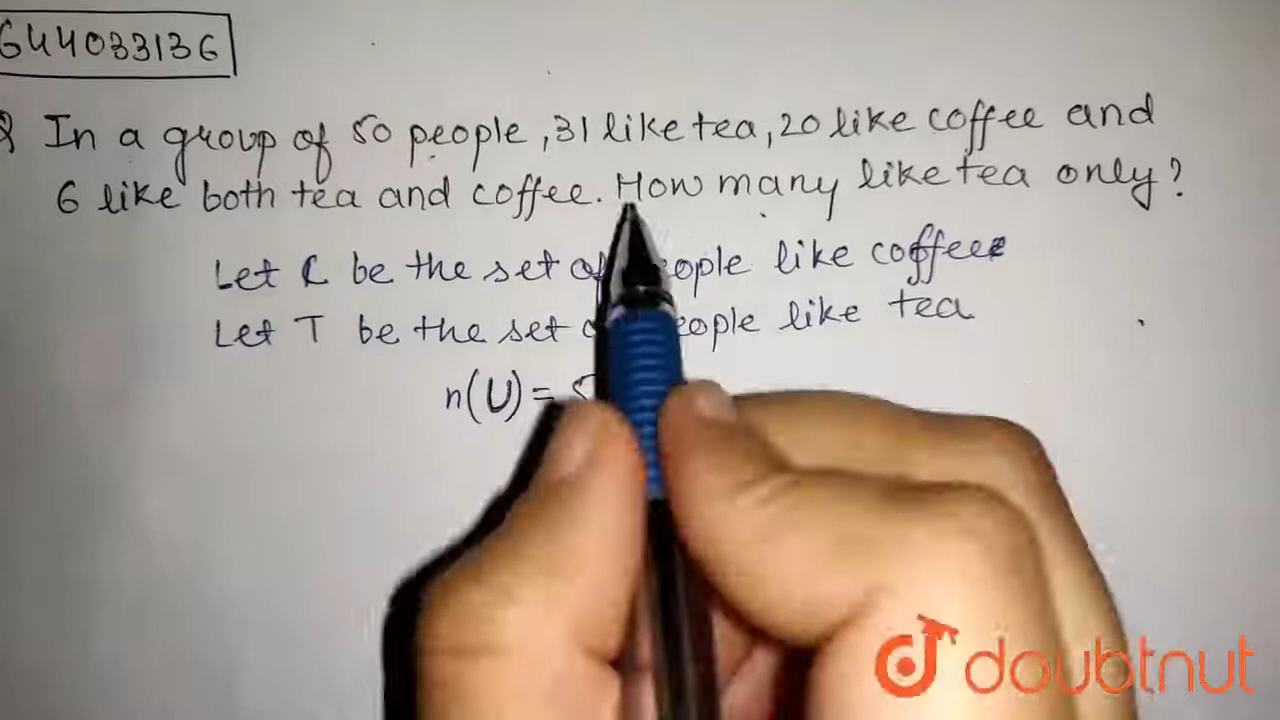 644033136
Q In a group of 50 people, 31 like tea, 20 like coffee and
6 like both tea and coffee. How many like tea only?
Let C be the set of people like coffee
Let T be the set people like tea
n(U) = 5
doubtnut